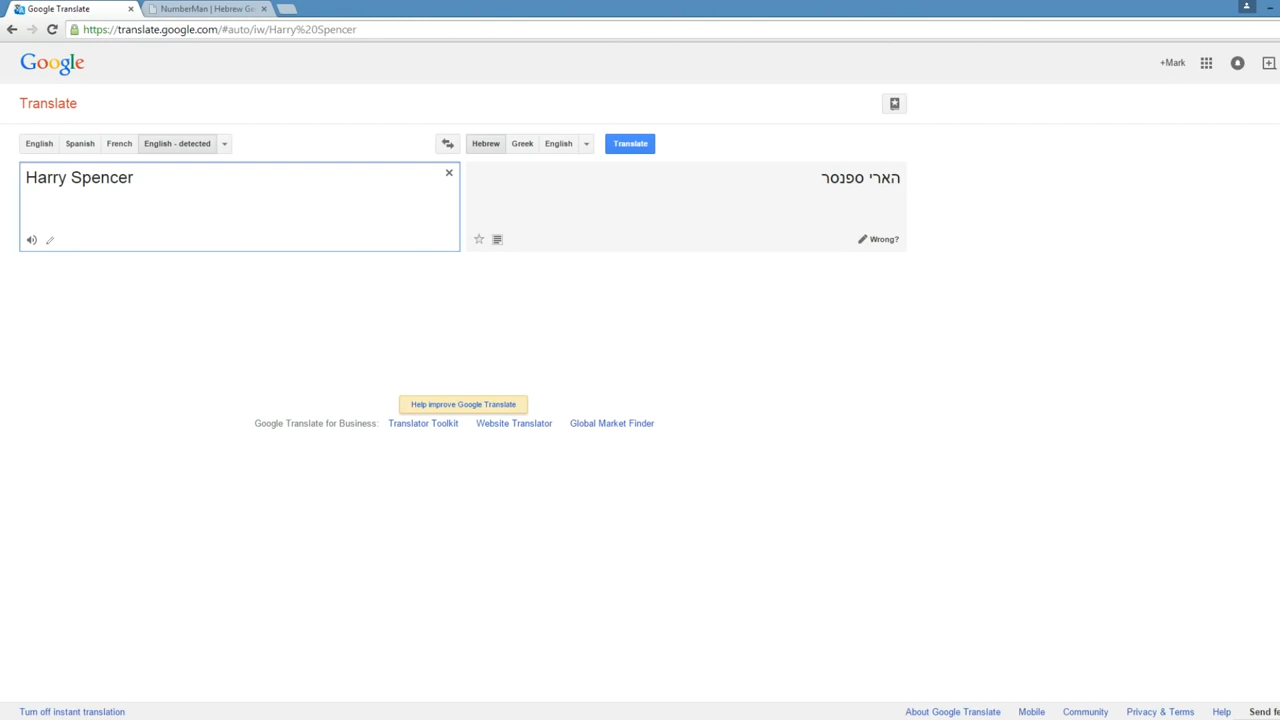 Google Translate
NumberMan | Hebrew Ge
https://translate.google.com/#auto/iw/Harry%20Spencer
Google
+Mark
Translate
English Spanish French English - detected
Hebrew Greek English Translate
Harry Spencer
הארי ספנסר
Wrong?
Help improve Google Translate
Google Translate for Business: Translator Toolkit Website Translator Global Market Finder
Turn off instant translation
About Google Translate Mobile Community Privacy & Terms Help Send fe